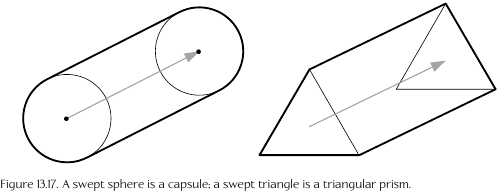 Figure 13.17. A swept sphere is a capsule; a swept triangle is a triangular prism.